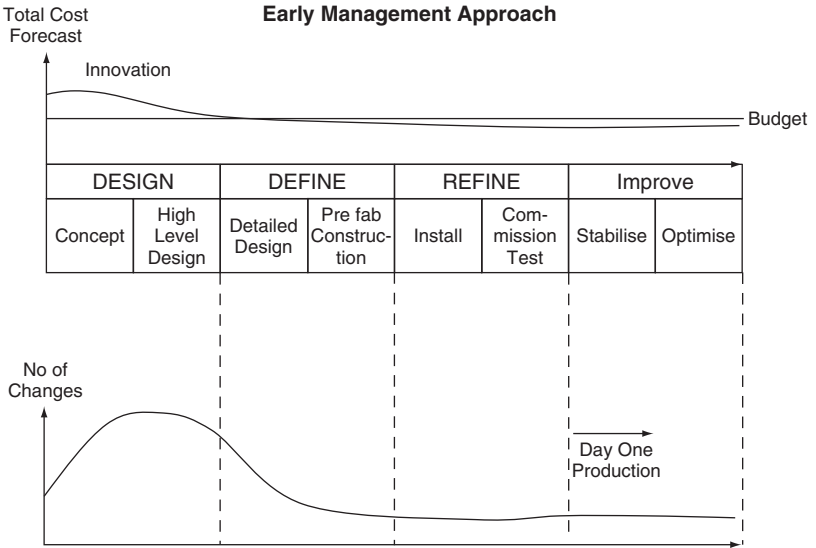 Early Management Approach
Total Cost
Forecast
Innovation
Budget
DESIGN
DEFINE
REFINE
Improve
Concept
High
Level
Design
Detailed
Design
Pre fab
Construc-
tion
Install
Com-
mission
Test
Stabilise
Optimise
No of
Changes
Day One
Production